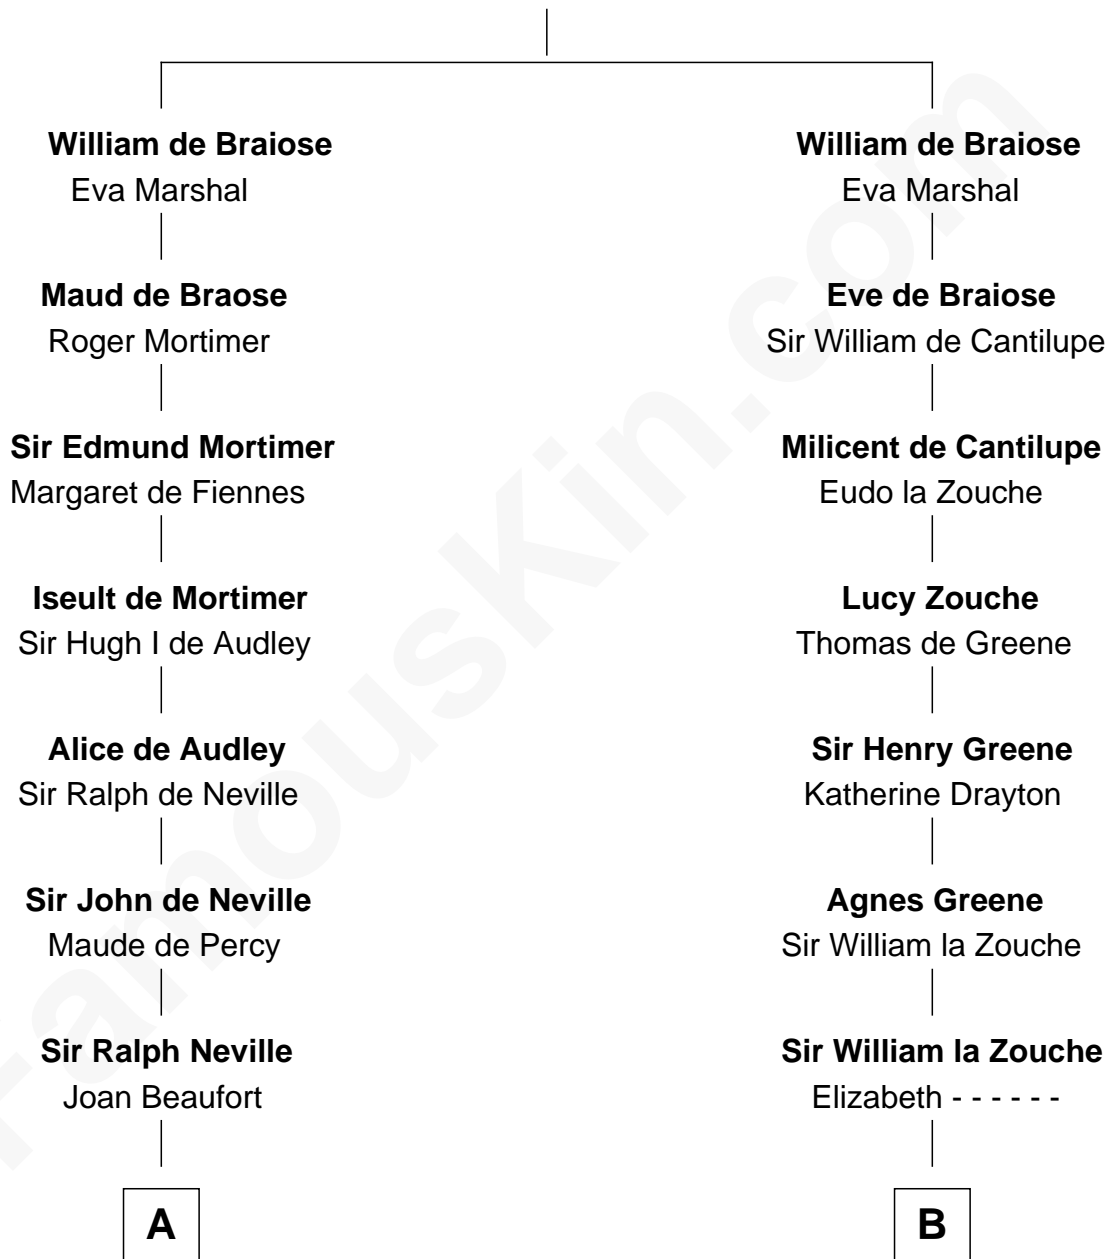 William de Braiose
Eva Marshal
Maud de Braose
Roger Mortimer
Sir Edmund Mortimer
Margaret de Fiennes
Iseult de Mortimer
Sir Hugh I de Audley
Alice de Audley
Sir Ralph de Neville
Sir John de Neville
Maude de Percy
Sir Ralph Neville
Joan Beaufort
A
William de Braiose
Eva Marshal
Eve de Braiose
Sir William de Cantilupe
Milicent de Cantilupe
Eudo la Zouche
Lucy Zouche
Thomas de Greene
Sir Henry Greene
Katherine Drayton
Agnes Greene
Sir William la Zouche
Sir William la Zouche
Elizabeth - - - - - -
B
FamousKin.com